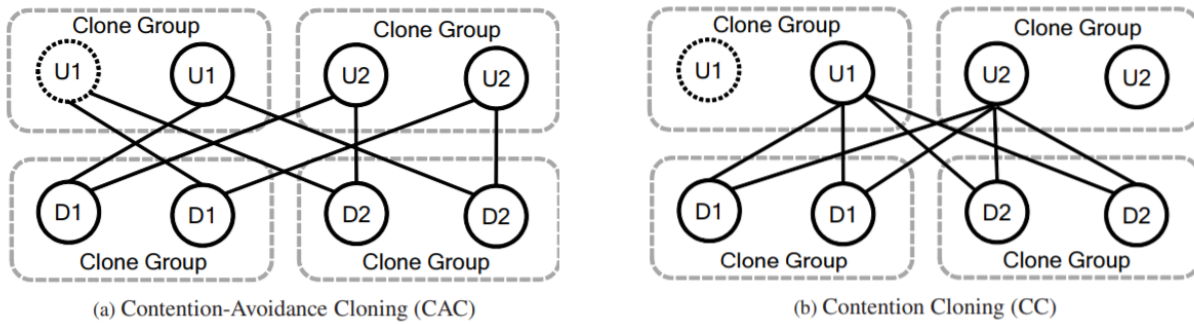 Clone Group
Clone Group
U1
U1
U2
U2
D1
D1
D2
D2
Clone Group
Clone Group
(a) Contention-Avoidance Cloning (CAC)
Clone Group
Clone Group
U1
U1
U2
U2
D1
D1
D2
D2
Clone Group
Clone Group
(b) Contention Cloning (CC)